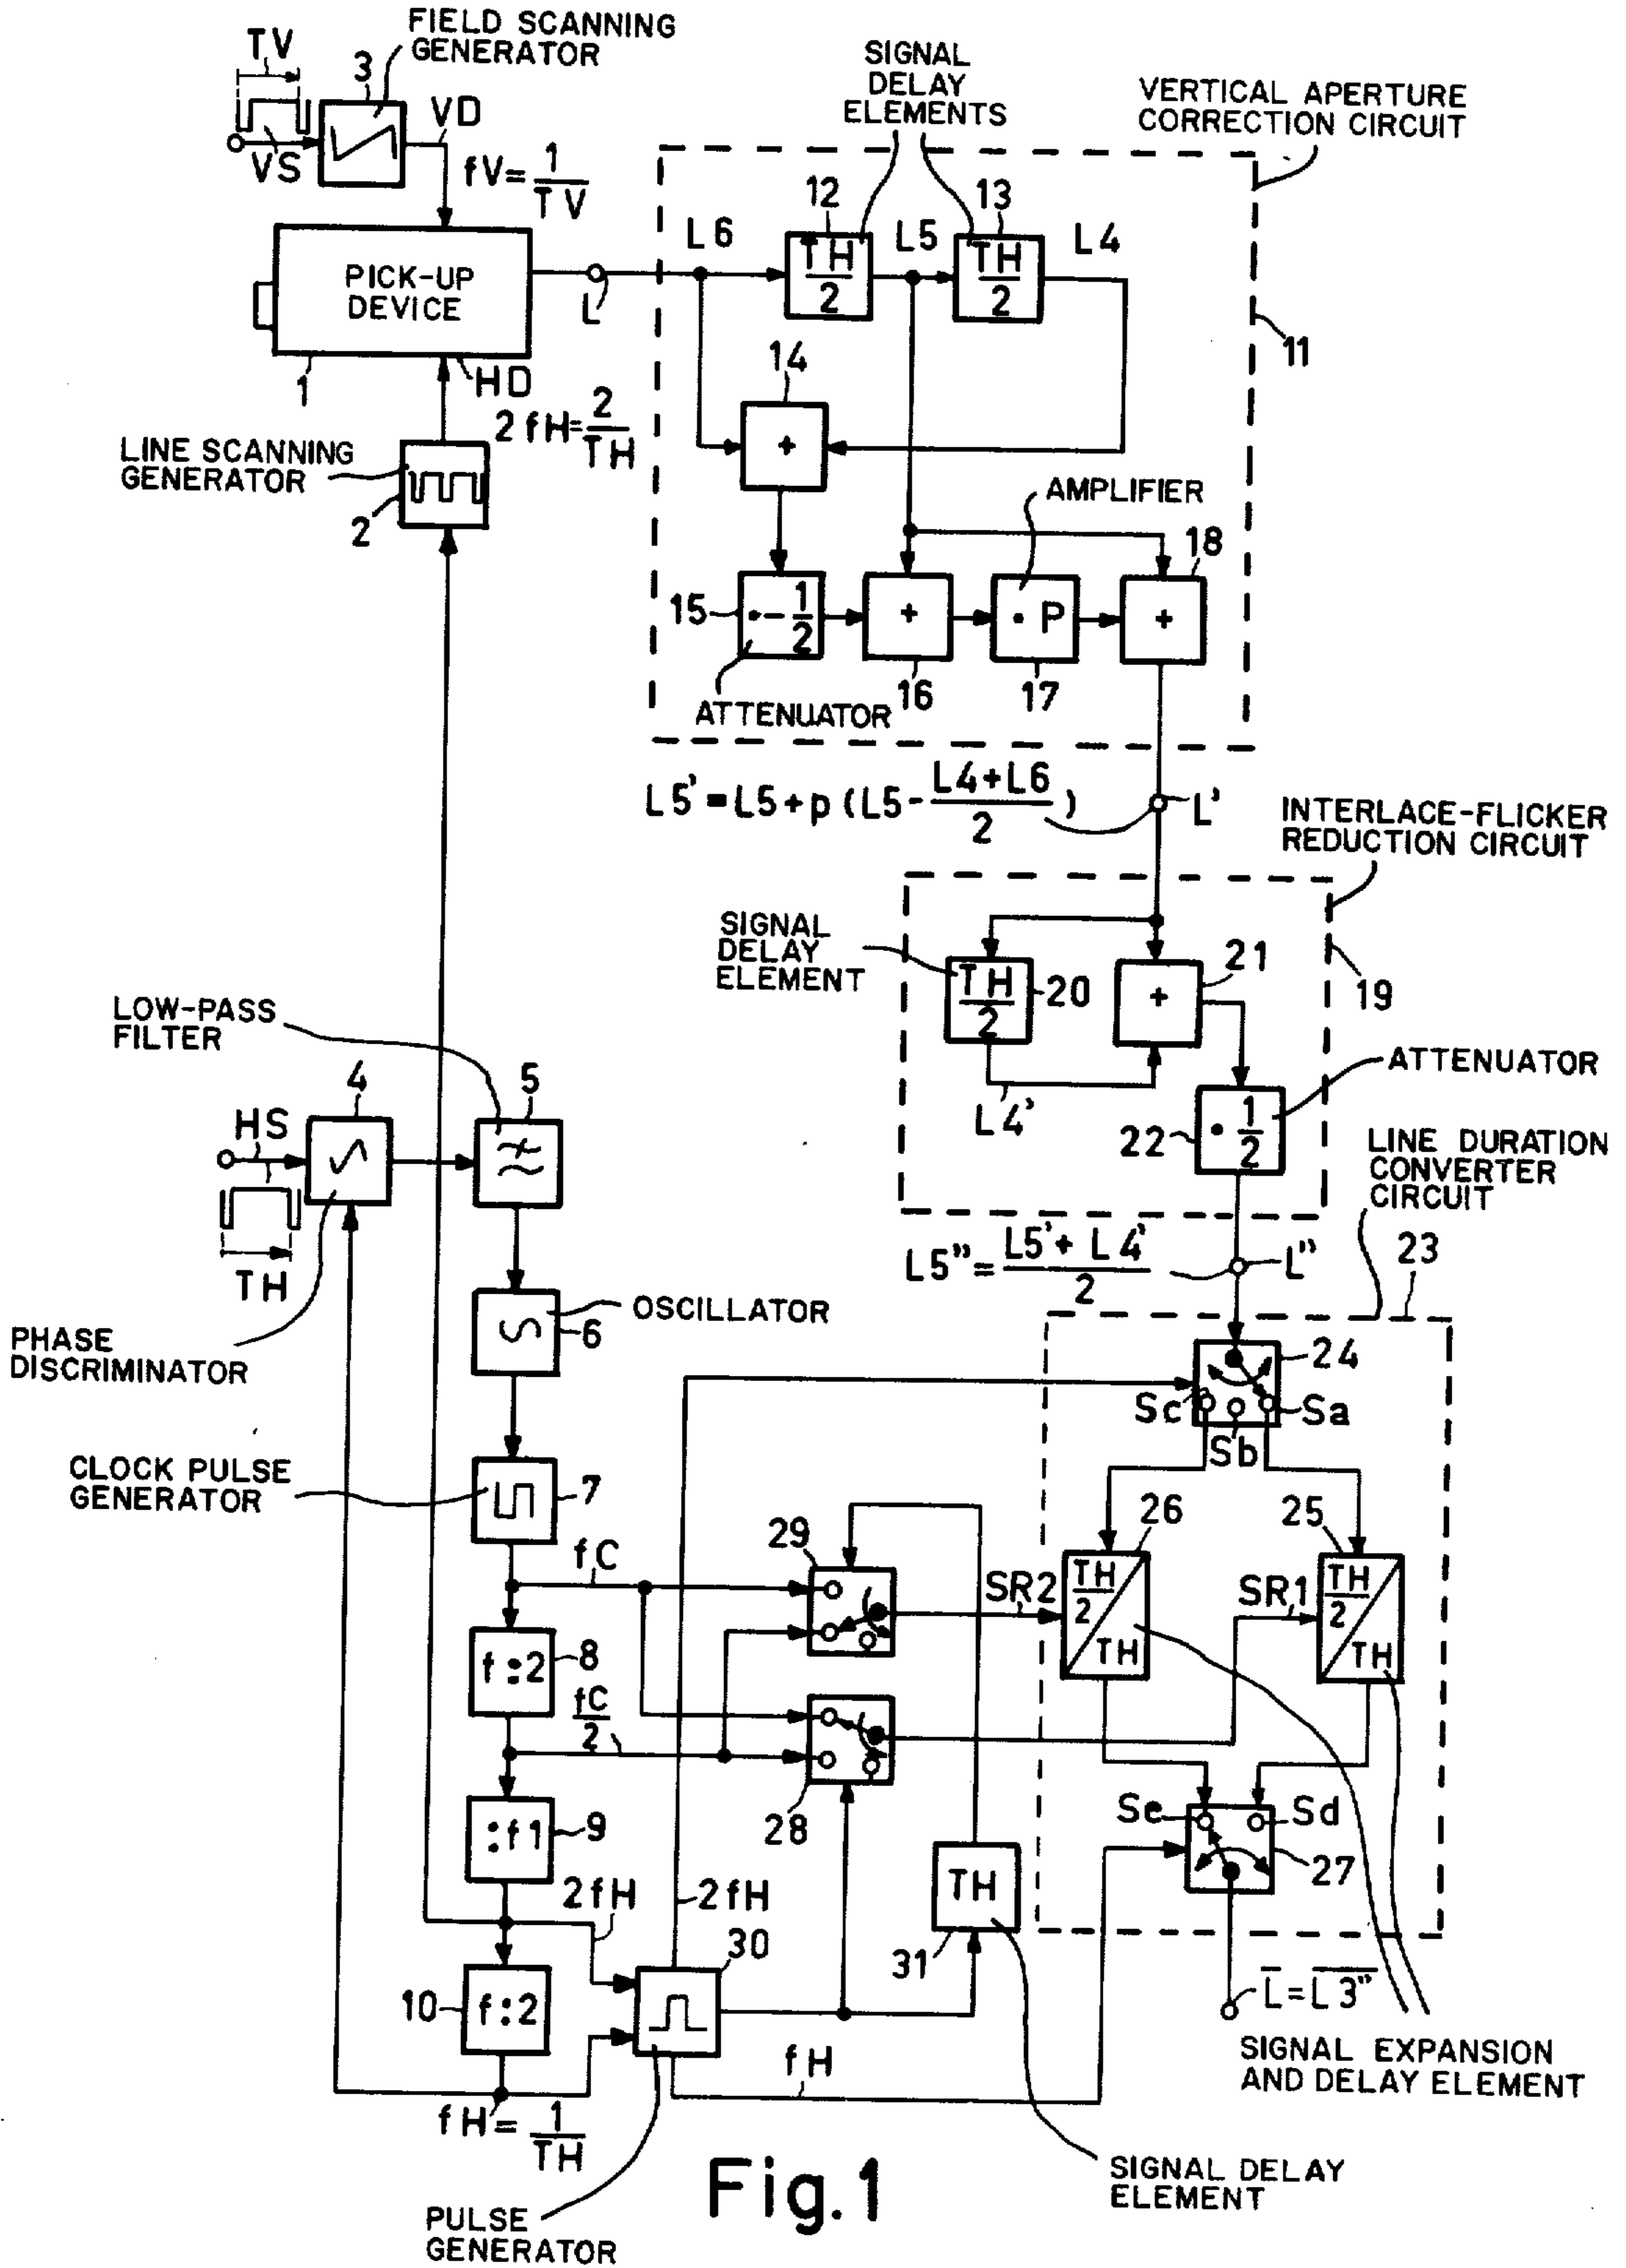 FIELD SCANNING
GENERATOR
TV
3
VS
VD
fV= 1/TV
SIGNAL
DELAY
ELEMENTS
VERTICAL APERTURE
CORRECTION CIRCUIT
PICK-UP
DEVICE
1
HD
2 fH= 2/TH
L
L6
12
TH/2
L5
13
TH/2
L4
11
LINE SCANNING
GENERATOR
2
14
+
AMPLIFIER
18
15
•- 1/2
+
• P
+
16
17
ATTENUATOR
L5' = L5 + p (L5 - L4+L6/2 )
L'
INTERLACE-FLICKER
REDUCTION CIRCUIT
SIGNAL
DELAY
ELEMENT
TH/2
20
+
21
19
L4'
ATTENUATOR
22
• 1/2
LOW-PASS
FILTER
4
5
HS
TH
PHASE
DISCRIMINATOR
LINE DURATION
CONVERTER
CIRCUIT
23
L5" = L5' + L4'/2
L"
OSCILLATOR
6
24
Sc
Sb
Sa
CLOCK PULSE
GENERATOR
7
fC
29
SR2
26
TH/2
TH
SR1
25
TH/2
TH
f:2
8
fC/2
28
:f1
9
2fH
2fH
Se
Sd
27
TH
31
10
f:2
30
fH
fH= 1/TH
L̅ = L̅3̅"̅
SIGNAL EXPANSION
AND DELAY ELEMENT
SIGNAL DELAY
ELEMENT
PULSE
GENERATOR
Fig.1